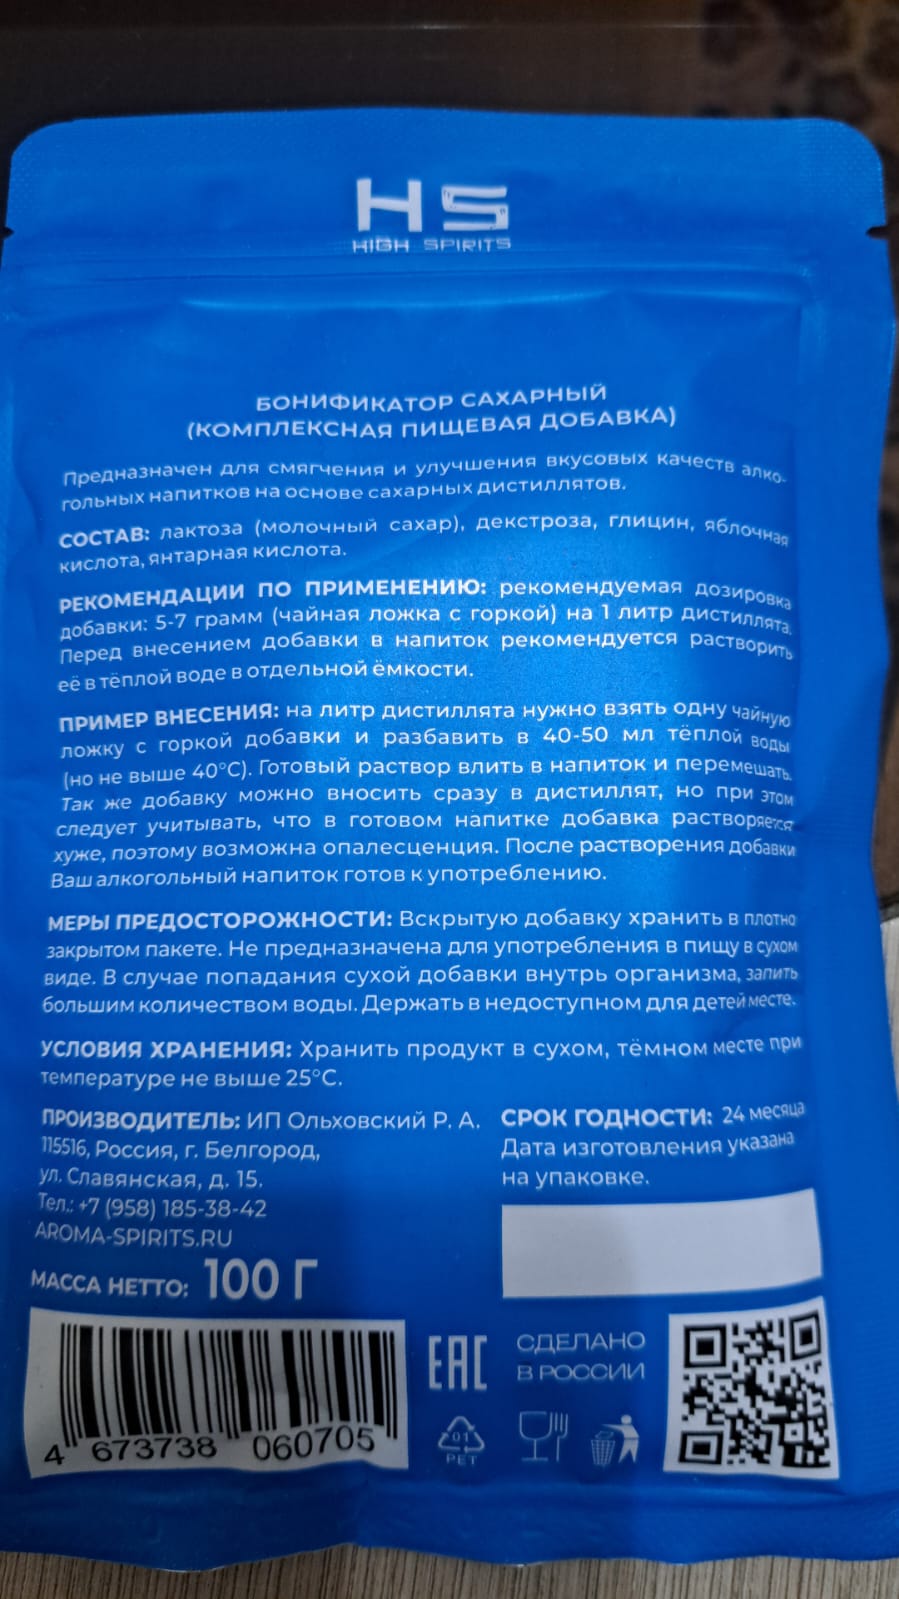 HS
HIGH SPIRITS
БОНИФИКАТОР САХАРНЫЙ
(КОМПЛЕКСНАЯ ПИЩЕВАЯ ДОБАВКА)
Предназначен для смягчения и улучшения вкусовых качеств алко-
гольных напитков на основе сахарных дистиллятов.
СОСТАВ: лактоза (молочный сахар), декстроза, глицин, яблочная
кислота, янтарная кислота.
РЕКОМЕНДАЦИИ ПО ПРИМЕНЕНИЮ: рекомендуемая дозировка
добавки: 5-7 грамм (чайная ложка с горкой) на 1 литр дистиллята.
Перед внесением добавки в напиток рекомендуется растворить
её в тёплой воде в отдельной ёмкости.
ПРИМЕР ВНЕСЕНИЯ: на литр дистиллята нужно взять одну чайную
ложку с горкой добавки и разбавить в 40-50 мл тёплой воды
(но не выше 40°С). Готовый раствор влить в напиток и перемешать.
Так же добавку можно вносить сразу в дистиллят, но при этом
следует учитывать, что в готовом напитке добавка растворяется
хуже, поэтому возможна опалесценция. После растворения добавки
Ваш алкогольный напиток готов к употреблению.
МЕРЫ ПРЕДОСТОРОЖНОСТИ: Вскрытую добавку хранить в плотно
закрытом пакете. Не предназначена для употребления в пищу в сухом
виде. В случае попадания сухой добавки внутрь организма, запить
большим количеством воды. Держать в недоступном для детей месте.
УСЛОВИЯ ХРАНЕНИЯ: Хранить продукт в сухом, тёмном месте при
температуре не выше 25°С.
ПРОИЗВОДИТЕЛЬ: ИП Ольховский Р. А.
115516, Россия, г. Белгород,
ул. Славянская, д. 15.
Тел.: +7 (958) 185-38-42
AROMA-SPIRITS.RU
МАССА НЕТТО: 100 Г
СРОК ГОДНОСТИ: 24 месяца
Дата изготовления указана
на упаковке.
4 673738 060705
ЕАС
СДЕЛАНО
В РОССИИ
01
PET